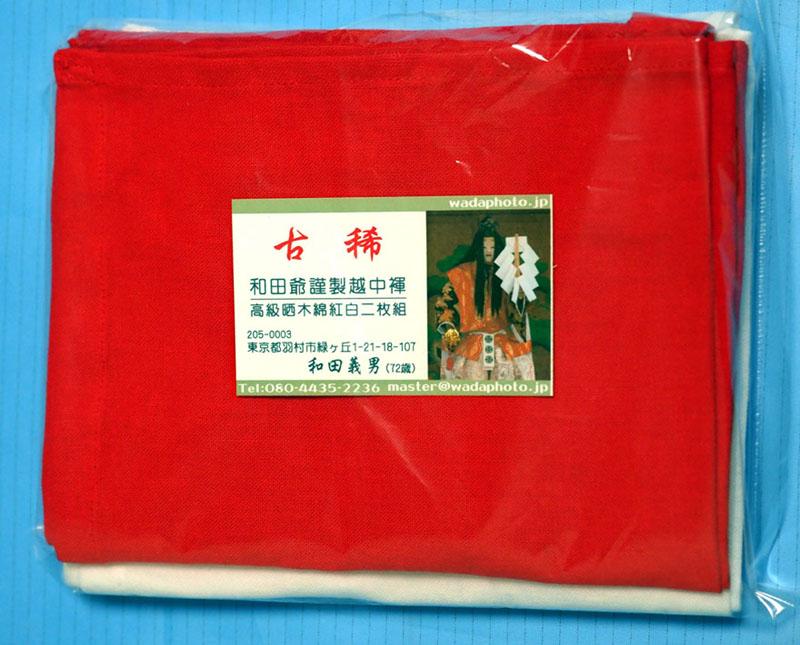 wadaphoto.jp
古稀
和田爺謹製越中褌
高級晒木綿紅白二枚組
205-0003
東京都羽村市緑ヶ丘1-21-18-107
和田義男(72歳)
Tel:080-4435-2236 master@wadaphoto.jp